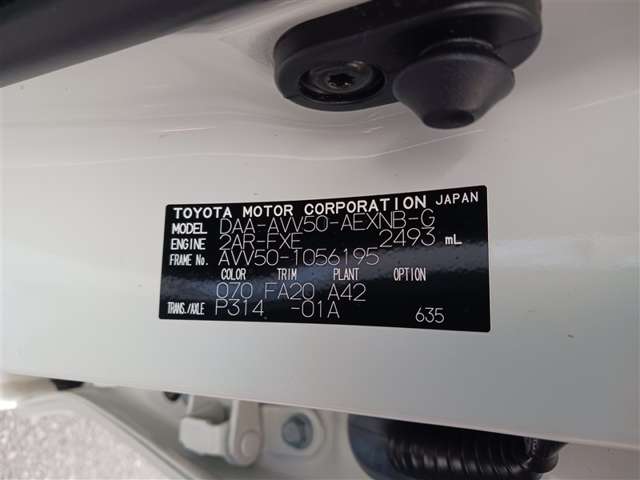 TOYOTA MOTOR CORPORATION JAPAN
MODEL DAA-AVV50-AEXNB-G
ENGINE 2AR-FXE 2493 mL
FRAME No. AVV50-1056195
COLOR TRIM PLANT OPTION
070 FA20 A42
TRANS./AXLE P314 -01A 635